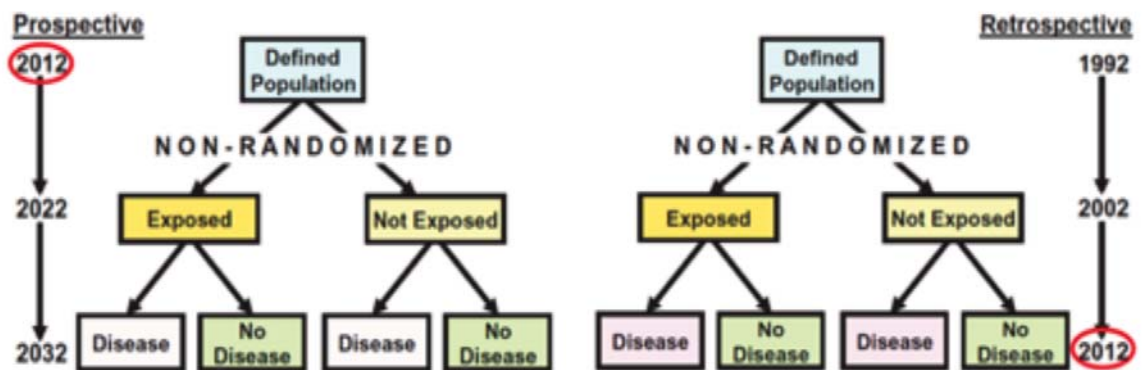 Prospective
2012
2022
2032
Defined
Population
NON-RANDOMIZED
Exposed
Not Exposed
Disease
No
Disease
Disease
No
Disease
Retrospective
1992
2002
2012
Defined
Population
NON-RANDOMIZED
Exposed
Not Exposed
Disease
No
Disease
Disease
No
Disease